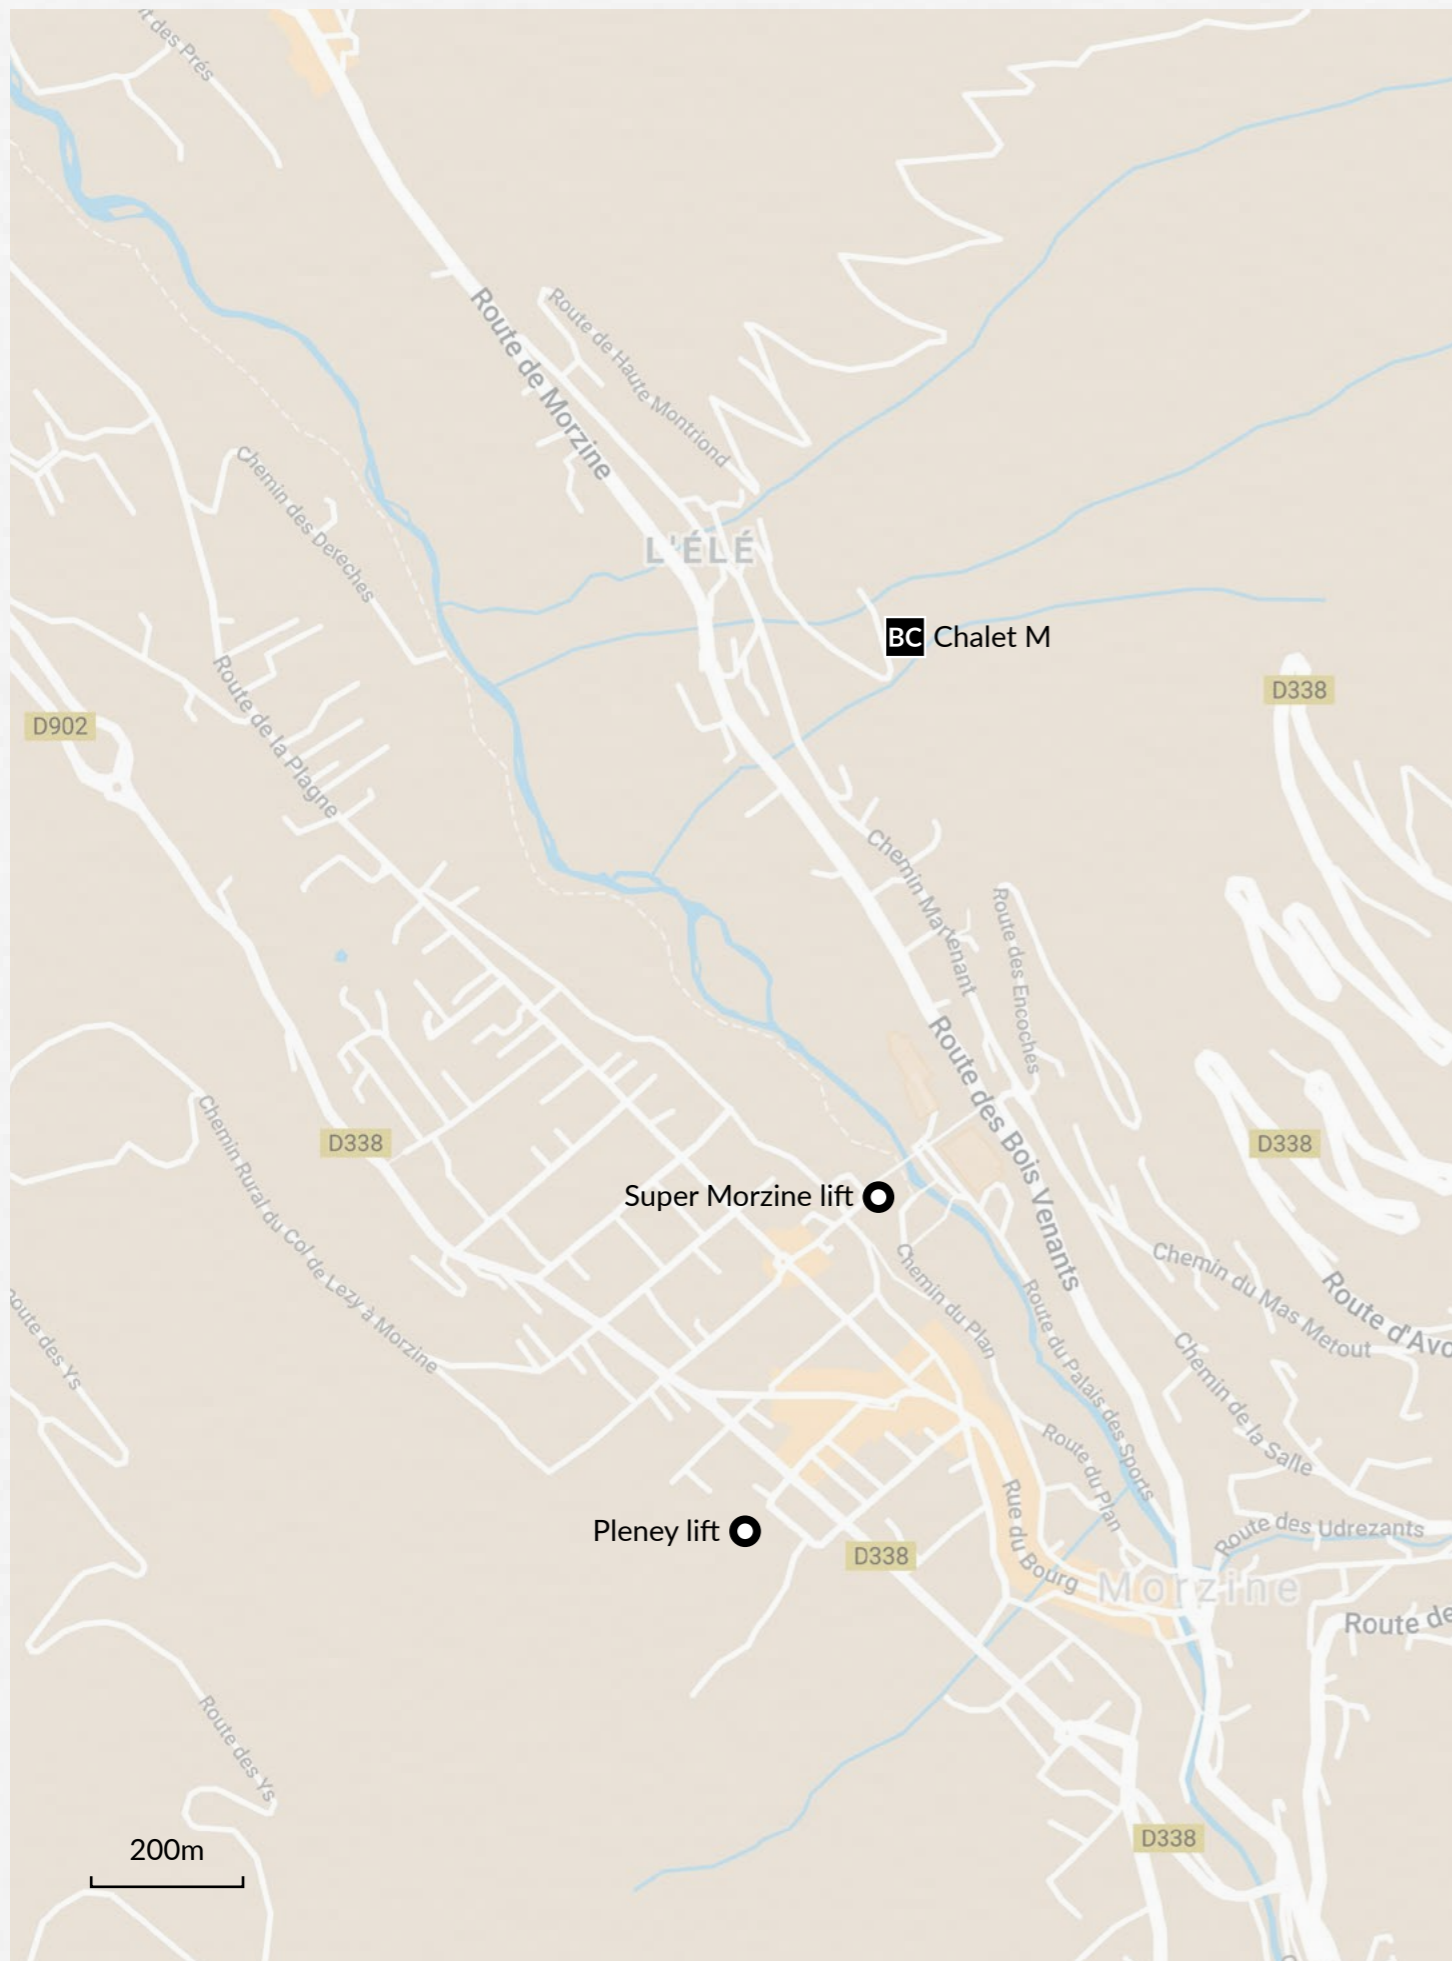 t des Prés
Route de Haute Montriond
Route de Morzine
Chemin des Dereches
L'ÉLÉ
BC Chalet M
Route de la Plagne
D338
D902
Chemin Martenant
Route des Encoches
Route des Bois Venants
Chemin Rural du Col de Lezy à Morzine
D338
D338
Super Morzine lift
Chemin du Plan
Chemin du Mas Metout
Route d'Avo
Route du Palais des Sports
oute des Ys
Chemin de la Salle
Route du Plan
Rue du Bourg
Pleney lift
Route des Udrezants
D338
Morzine
Route de
Route des Ys
D338
200m